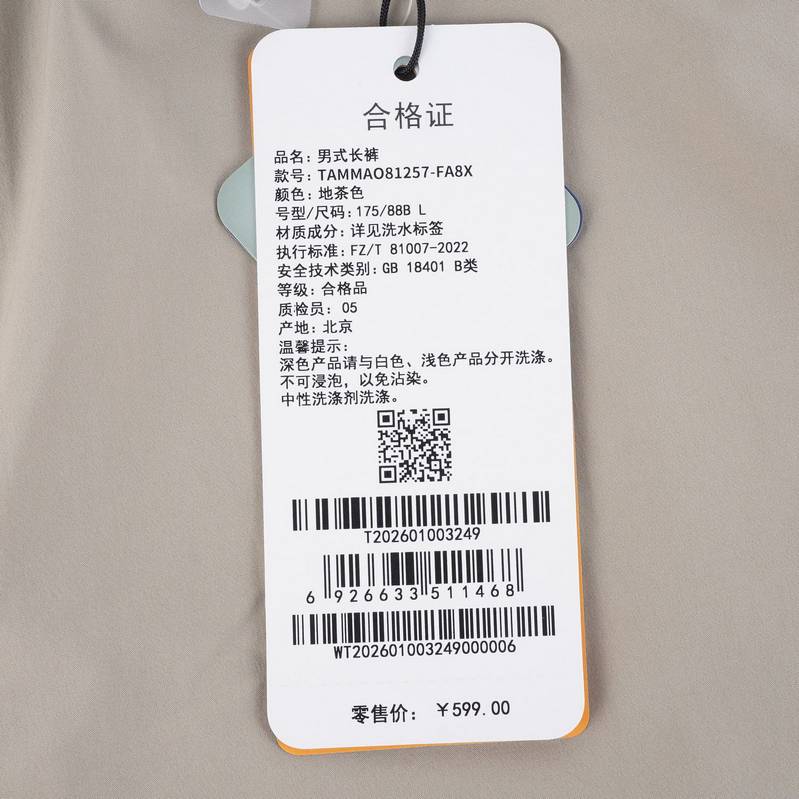 合格证
品名: 男式长裤
款号: TAMMAO81257-FA8X
颜色: 地茶色
号型/尺码: 175/88B L
材质成分: 详见洗水标签
执行标准: FZ/T 81007-2022
安全技术类别: GB 18401 B类
等级: 合格品
质检员: 05
产地: 北京
温馨提示:
深色产品请与白色、浅色产品分开洗涤。
不可浸泡，以免沾染。
中性洗涤剂洗涤。
T202601003249
6 926633 511468
WT202601003249000006
零售价: ￥599.00